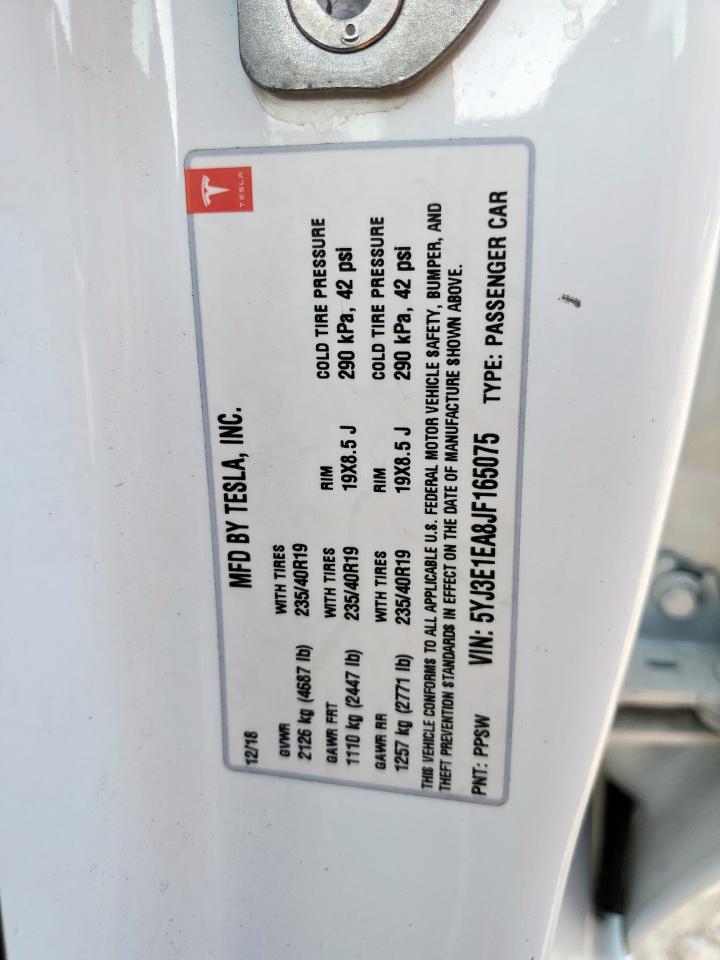 TESLA
MFD BY TESLA, INC.
12/18
GVWR WITH TIRES
2126 kg (4687 lb) 235/40R19
GAWR FRT WITH TIRES RIM COLD TIRE PRESSURE
1110 kg (2447 lb) 235/40R19 19X8.5 J 290 kPa, 42 psi
GAWR RR WITH TIRES RIM COLD TIRE PRESSURE
1257 kg (2771 lb) 235/40R19 19X8.5 J 290 kPa, 42 psi
THIS VEHICLE CONFORMS TO ALL APPLICABLE U.S. FEDERAL MOTOR VEHICLE SAFETY, BUMPER, AND
THEFT PREVENTION STANDARDS IN EFFECT ON THE DATE OF MANUFACTURE SHOWN ABOVE.
PNT: PPSW VIN: 5YJ3E1EA8JF165075 TYPE: PASSENGER CAR